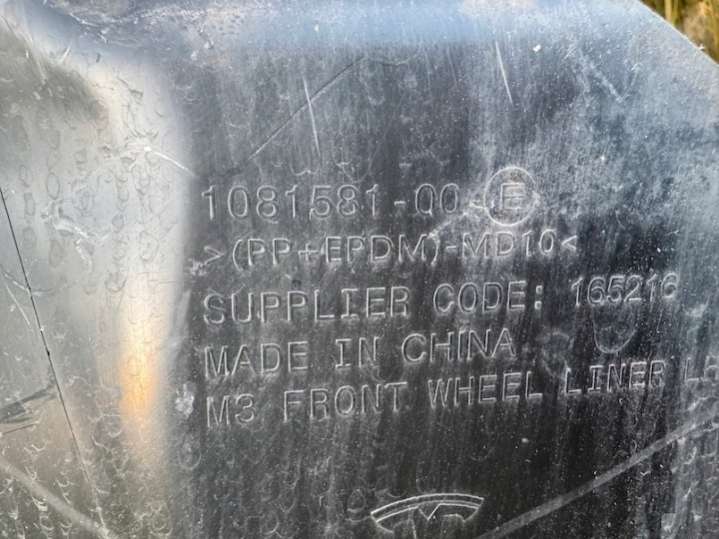 1081581-00-E
>(PP+EPDM)-MD10<
SUPPLIER CODE: 165216
MADE IN CHINA
M3 FRONT WHEEL LINER